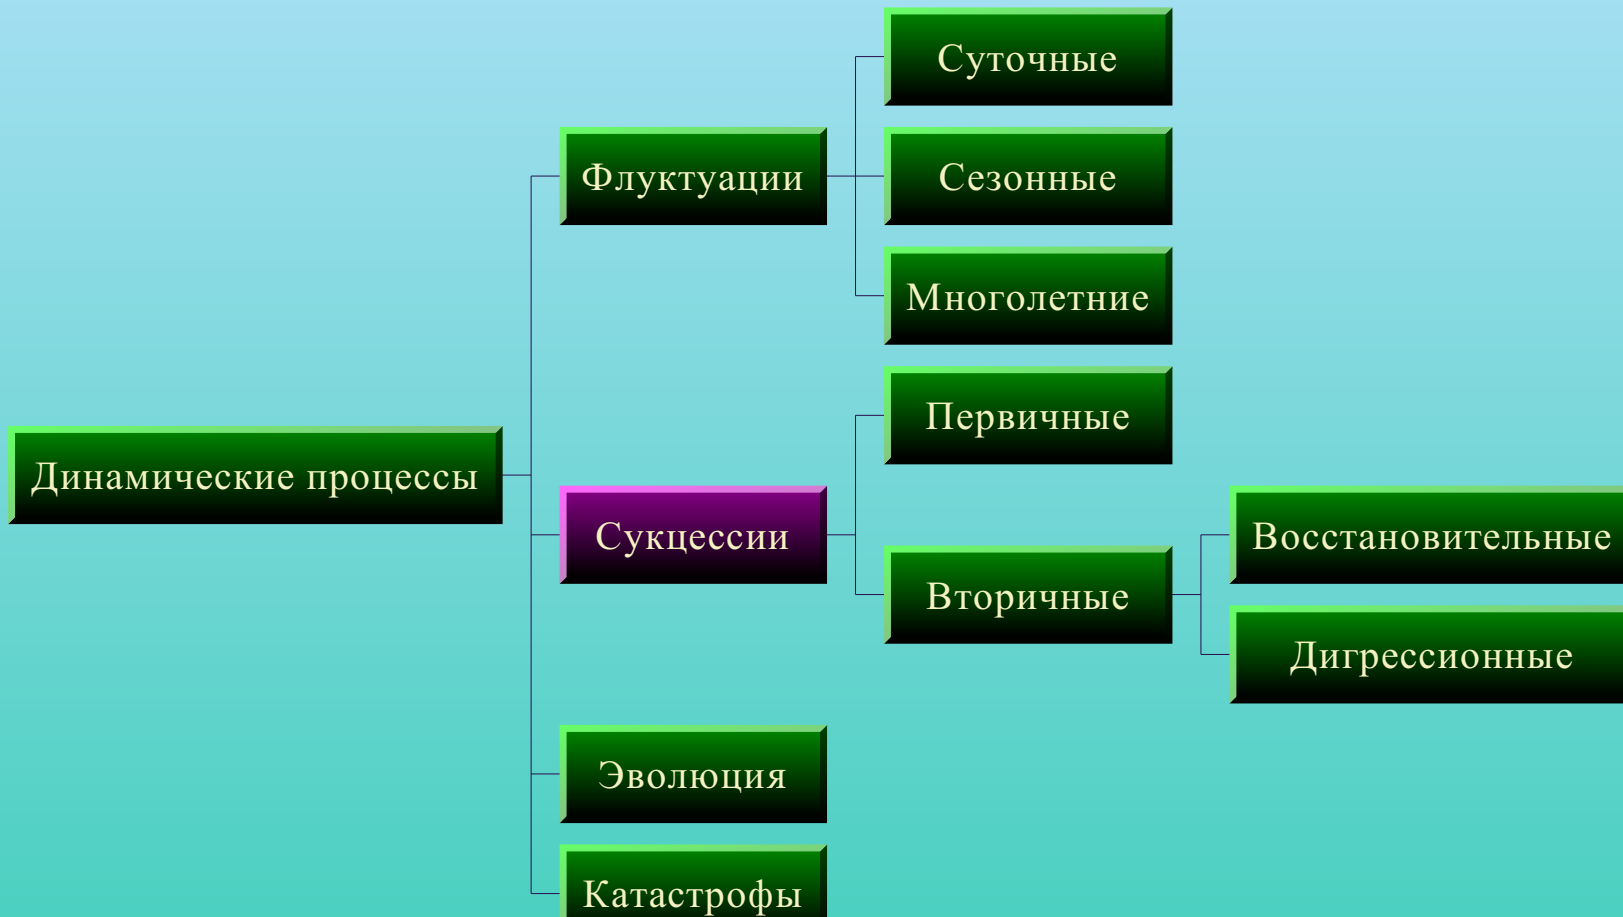 Суточные
Флуктуации
Сезонные
Многолетние
Первичные
Динамические процессы
Сукцессии
Восстановительные
Вторичные
Дигрессионные
Эволюция
Катастрофы